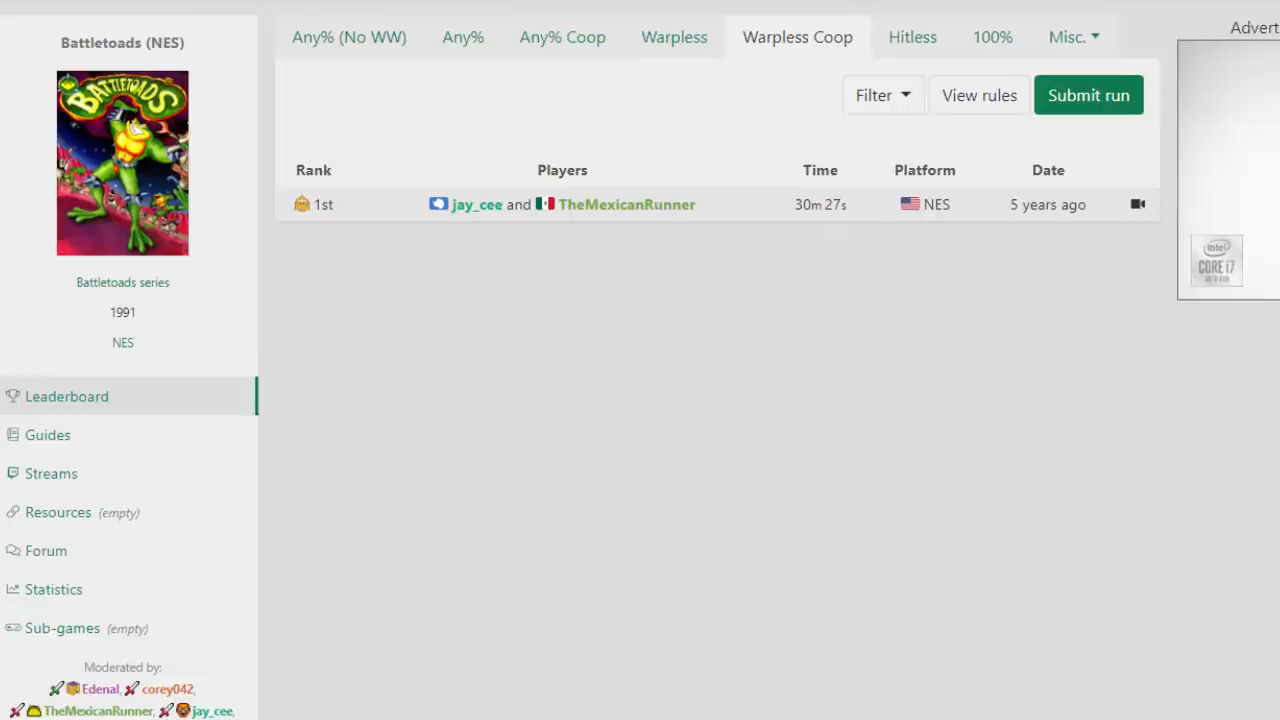 Battletoads (NES)
BATTLETOADS
Battletoads series
1991
NES
Leaderboard
Guides
Streams
Resources (empty)
Forum
Statistics
Sub-games (empty)
Moderated by:
Edenal, corey042,
TheMexicanRunner, jay_cee,
Any% (No WW) Any% Any% Coop Warpless Warpless Coop Hitless 100% Misc.
Filter View rules Submit run
Rank Players Time Platform Date
1st jay_cee and TheMexicanRunner 30m 27s NES 5 years ago
Advert
intel
CORE i7